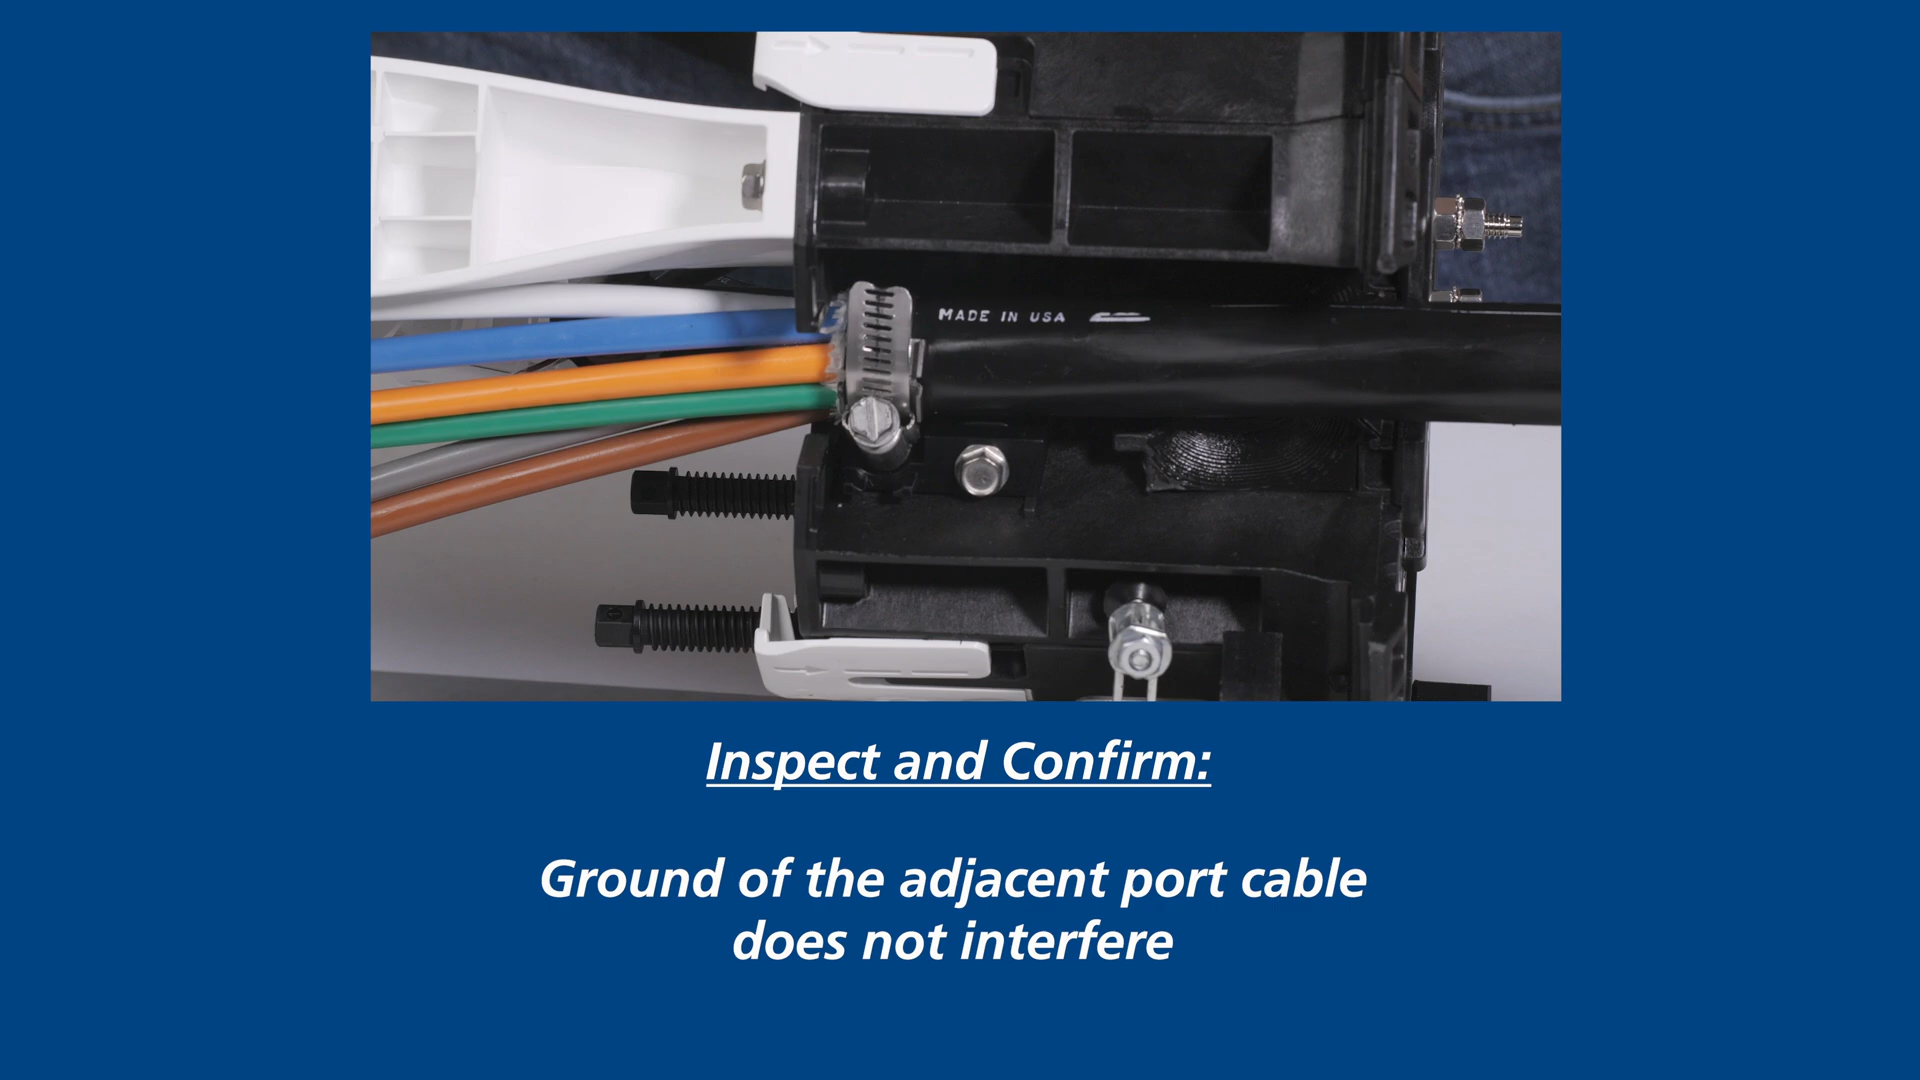 MADE IN USA
Inspect and Confirm:
Ground of the adjacent port cable
does not interfere